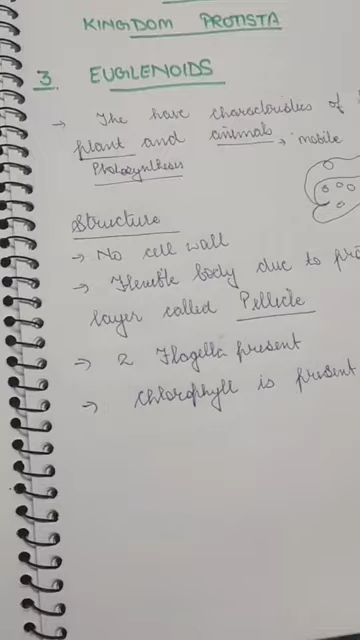 KINGDOM PROTISTA
3. EUGLENOIDS
→ The have characteristics of
plant and animals → mobile
Photosynthesis
Structure
→ No cell wall
→ Flexible body due to
layer called Pellicle
→ 2 Flagella present
→ Chlorophyll is present